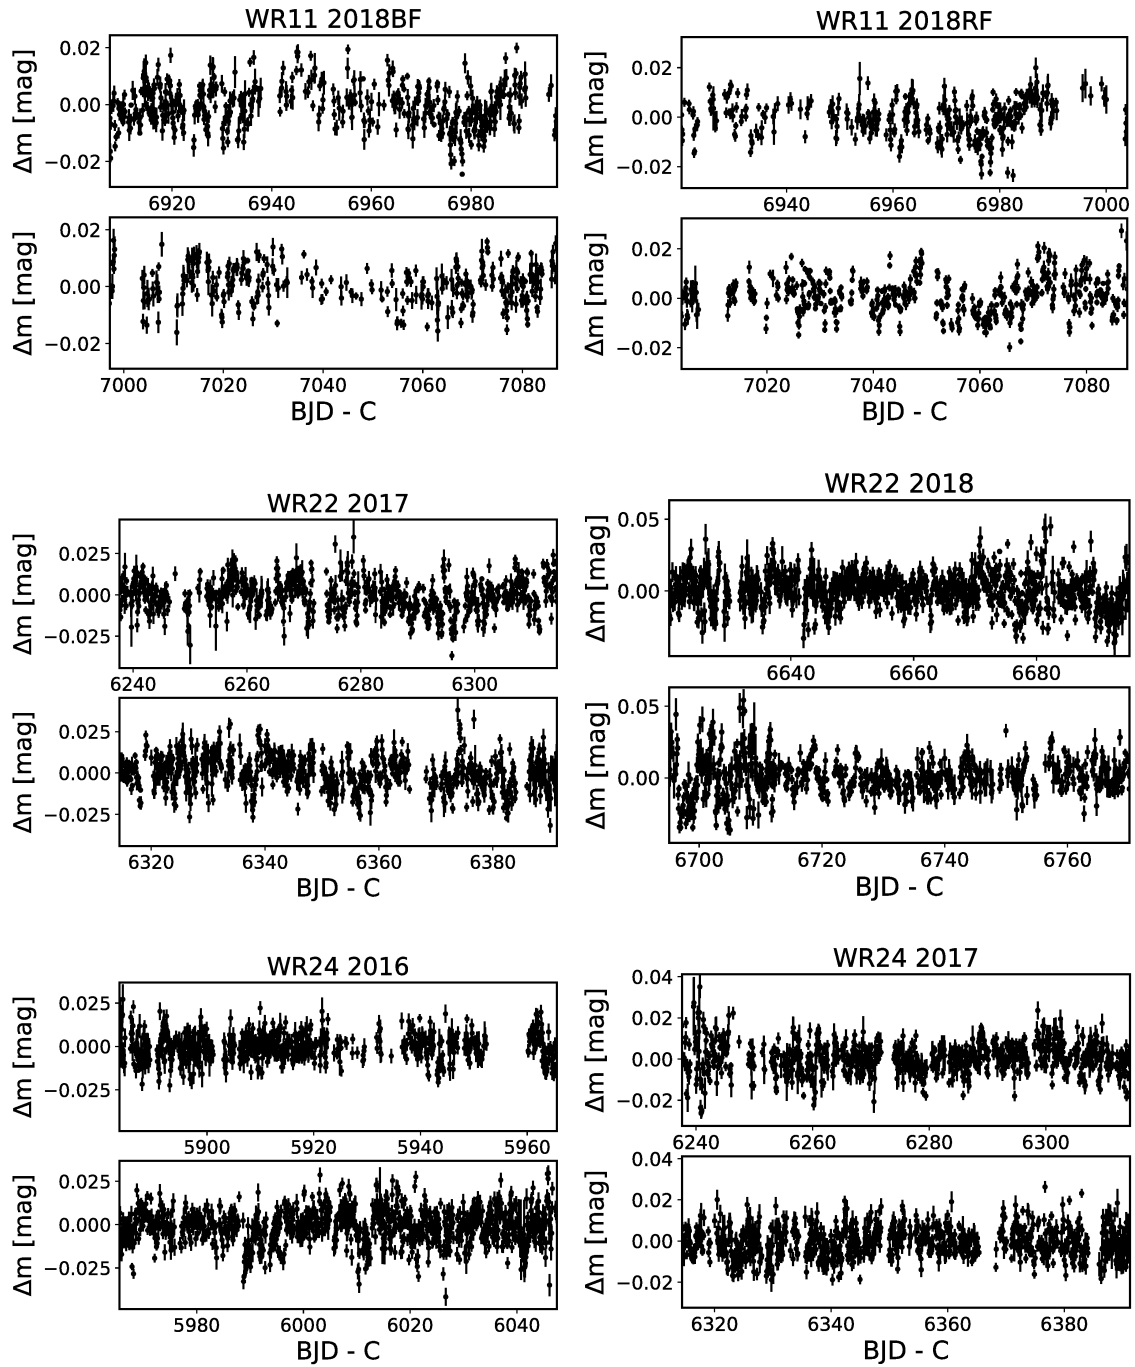 WR11 2018BF
Δm [mag]
0.02
0.00
−0.02
6920 6940 6960 6980
Δm [mag]
0.02
0.00
−0.02
7000 7020 7040 7060 7080
BJD - C
WR11 2018RF
Δm [mag]
0.02
0.00
−0.02
6940 6960 6980 7000
Δm [mag]
0.02
0.00
−0.02
7020 7040 7060 7080
BJD - C
WR22 2017
Δm [mag]
0.025
0.000
−0.025
6240 6260 6280 6300
Δm [mag]
0.025
0.000
−0.025
6320 6340 6360 6380
BJD - C
WR22 2018
Δm [mag]
0.05
0.00
6640 6660 6680
Δm [mag]
0.05
0.00
6700 6720 6740 6760
BJD - C
WR24 2016
Δm [mag]
0.025
0.000
−0.025
5900 5920 5940 5960
Δm [mag]
0.025
0.000
−0.025
5980 6000 6020 6040
BJD - C
WR24 2017
Δm [mag]
0.04
0.02
0.00
−0.02
6240 6260 6280 6300
Δm [mag]
0.04
0.02
0.00
−0.02
6320 6340 6360 6380
BJD - C